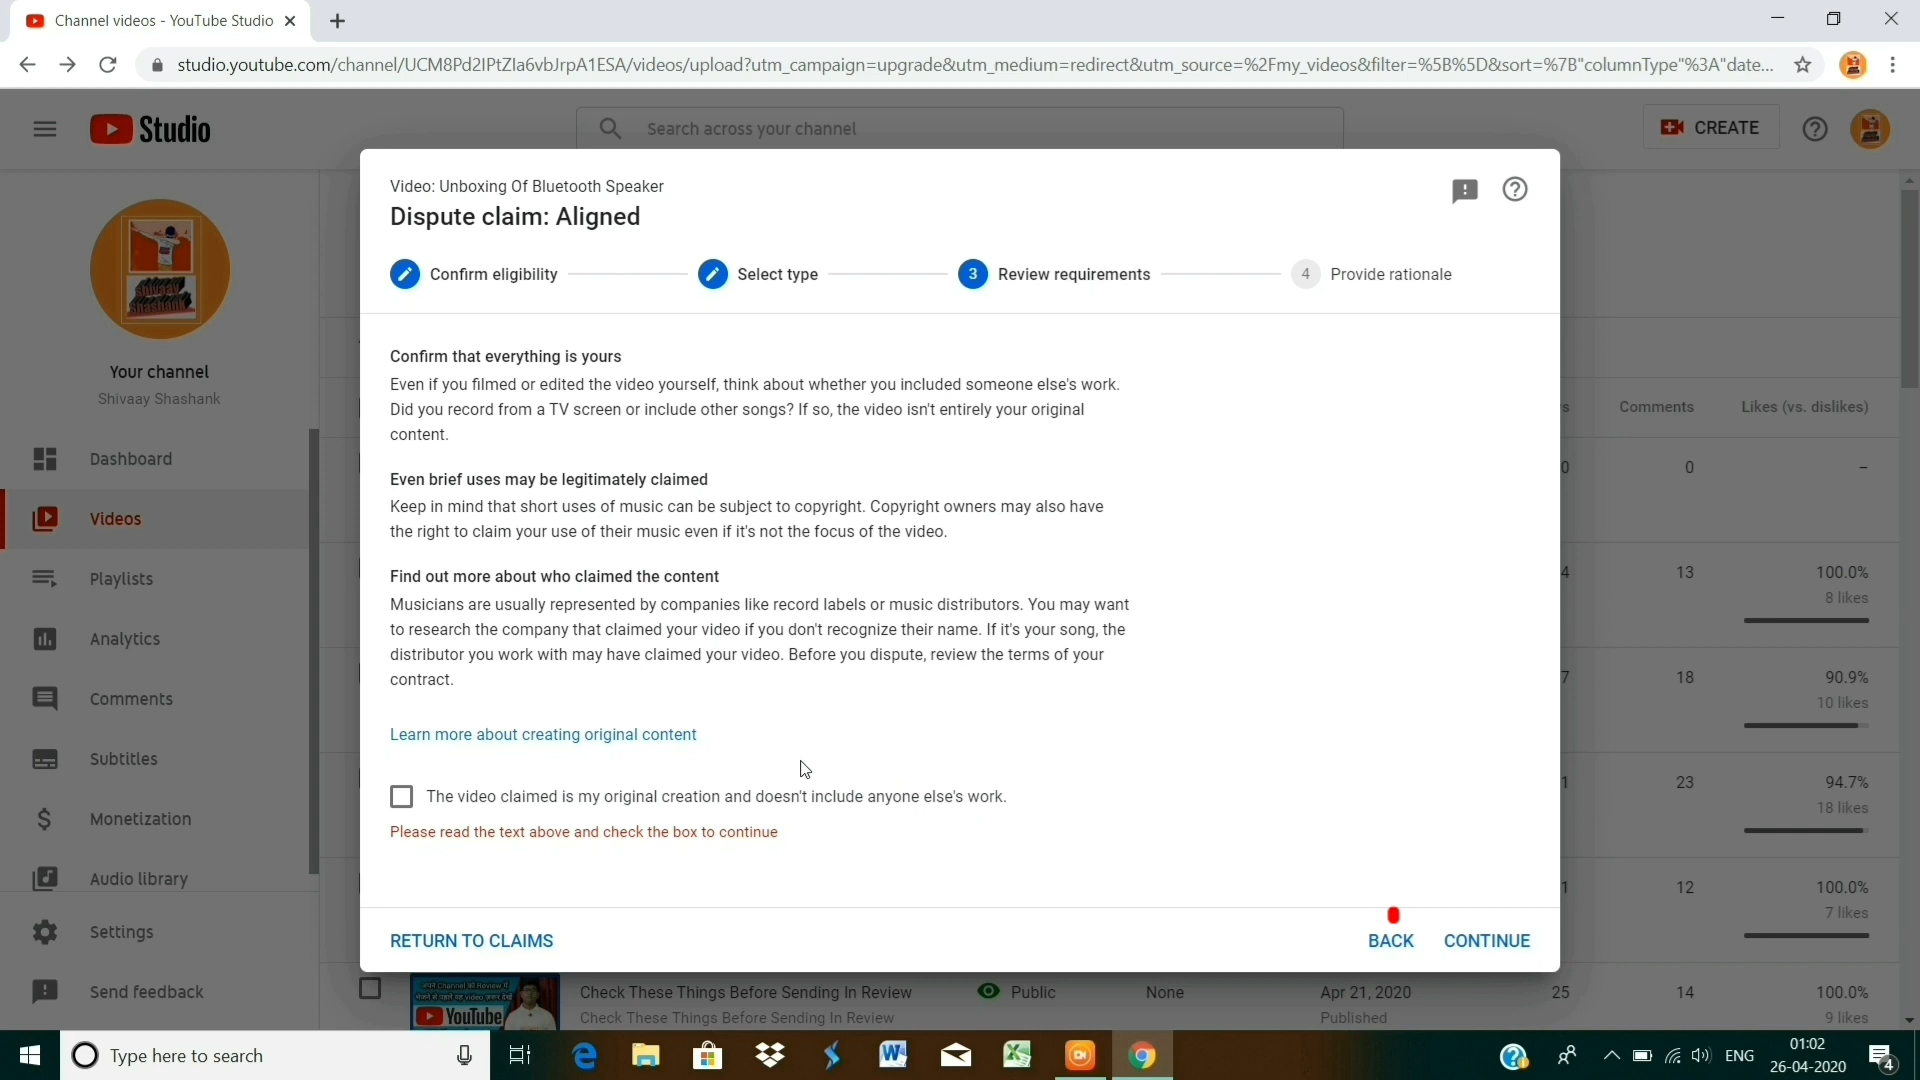 Channel videos - YouTube Studio
studio.youtube.com/channel/UCM8Pd2IPtZla6vbJrpA1ESA/videos/upload?utm_campaign=upgrade&utm_medium=redirect&utm_source=%2Fmy_videos&filter=%5B%5D&sort=%7B"columnType"%3A"date...
Studio
Search across your channel
CREATE
Video: Unboxing Of Bluetooth Speaker
Dispute claim: Aligned
Confirm eligibility
Select type
3 Review requirements
4 Provide rationale
Shivaay
Shashank
Your channel
Shivaay Shashank
Dashboard
Videos
Playlists
Analytics
Comments
Subtitles
Monetization
Audio library
Settings
Send feedback
Confirm that everything is yours
Even if you filmed or edited the video yourself, think about whether you included someone else's work.
Did you record from a TV screen or include other songs? If so, the video isn't entirely your original
content.
Even brief uses may be legitimately claimed
Keep in mind that short uses of music can be subject to copyright. Copyright owners may also have
the right to claim your use of their music even if it's not the focus of the video.
Find out more about who claimed the content
Musicians are usually represented by companies like record labels or music distributors. You may want
to research the company that claimed your video if you don't recognize their name. If it's your song, the
distributor you work with may have claimed your video. Before you dispute, review the terms of your
contract.
Learn more about creating original content
The video claimed is my original creation and doesn't include anyone else's work.
Please read the text above and check the box to continue
RETURN TO CLAIMS
BACK
CONTINUE
s Comments Likes (vs. dislikes)
0 0 –
4 13 100.0%
8 likes
7 18 90.9%
10 likes
1 23 94.7%
18 likes
1 12 100.0%
7 likes
YouTube
Check These Things Before Sending In Review Public None Apr 21, 2020 25 14 100.0%
Check These Things Before Sending In Review Published 9 likes
Type here to search
ENG
01:02
26-04-2020
4